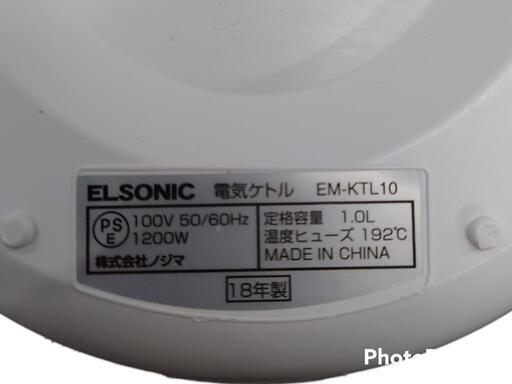 ELSONIC 電気ケトル EM-KTL10
PS
E
100V 50/60Hz
1200W
株式会社ノジマ
定格容量 1.0L
温度ヒューズ 192℃
MADE IN CHINA
18年製
Photo